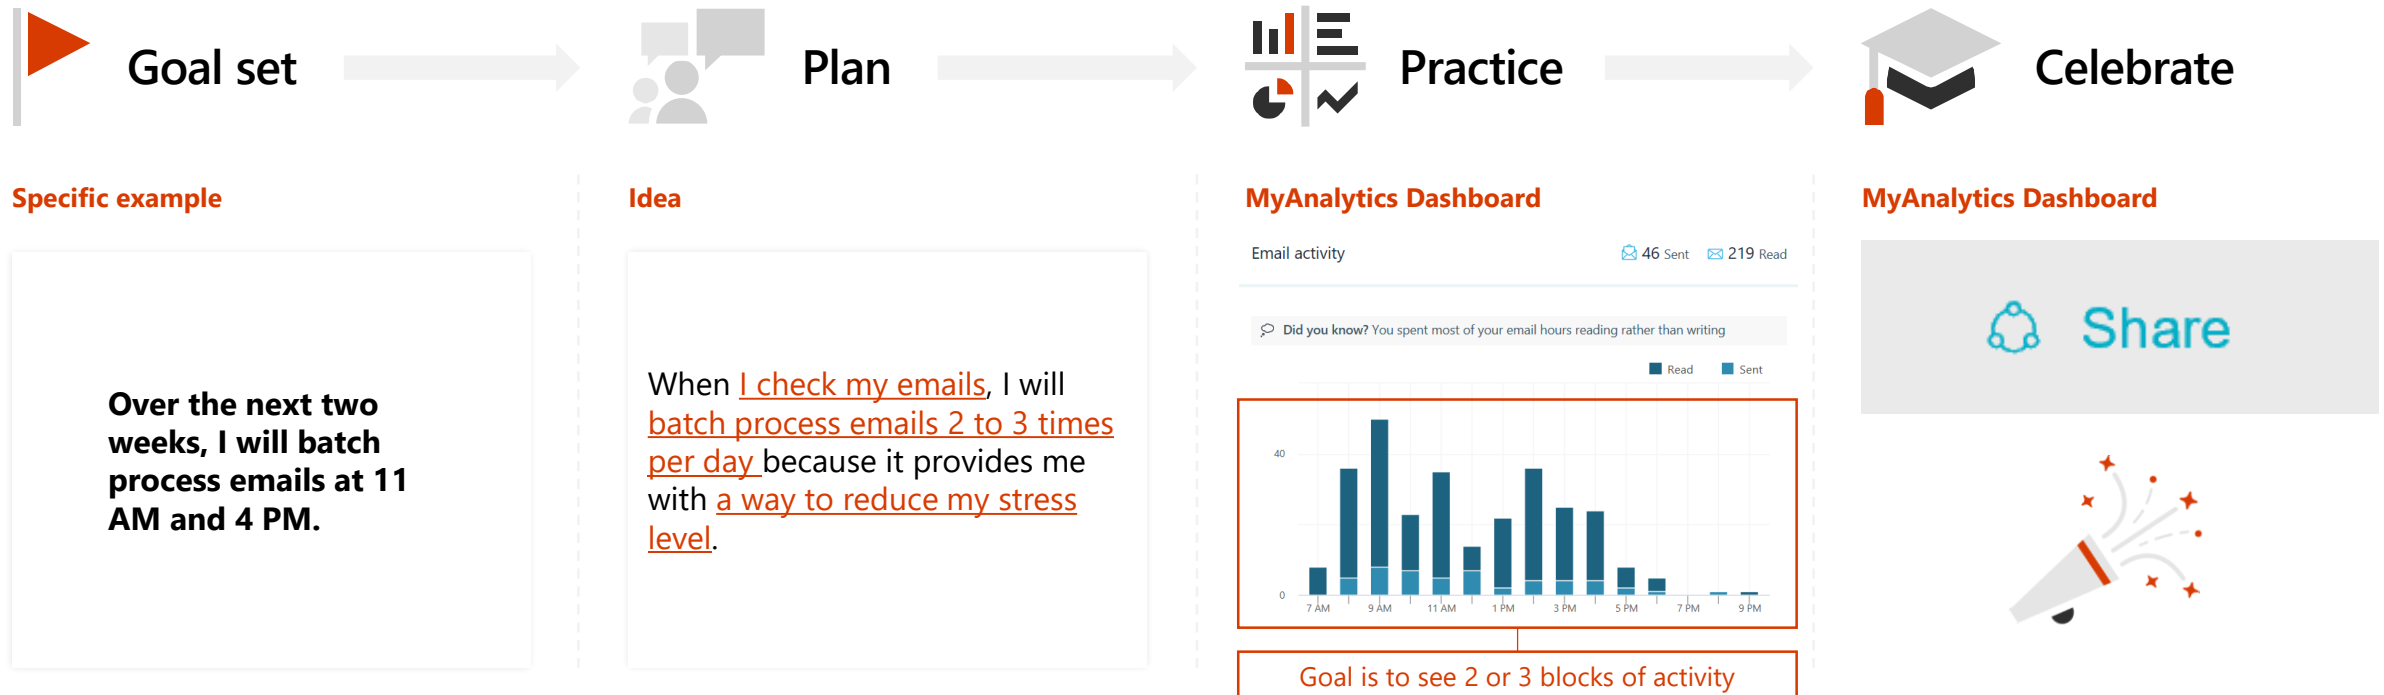 Goal set
Plan
Practice
Celebrate
Specific example
Over the next two
weeks, I will batch
process emails at 11
AM and 4 PM.
Idea
When I check my emails, I will
batch process emails 2 to 3 times
per day because it provides me
with a way to reduce my stress
level.
MyAnalytics Dashboard
Email activity
46 Sent
219 Read
Did you know? You spent most of your email hours reading rather than writing
Read
Sent
40
0
7 AM
9 AM
11 AM
1 PM
3 PM
5 PM
7 PM
9 PM
Goal is to see 2 or 3 blocks of activity
MyAnalytics Dashboard
Share